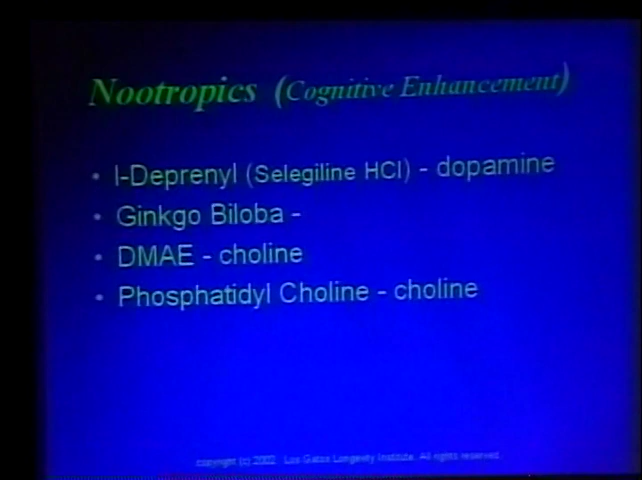 Nootropics (Cognitive Enhancement)
• l-Deprenyl (Selegiline HCl) - dopamine
• Ginkgo Biloba -
• DMAE - choline
• Phosphatidyl Choline - choline
copyright (c) 2002 Los Gatos Longevity Institute. All rights reserved